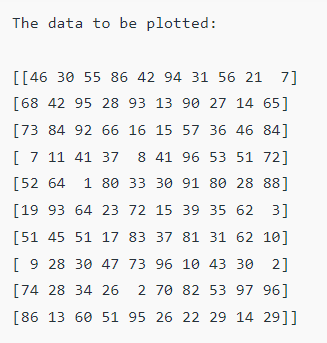 The data to be plotted:
[[46 30 55 86 42 94 31 56 21  7]
[68 42 95 28 93 13 90 27 14 65]
[73 84 92 66 16 15 57 36 46 84]
[ 7 11 41 37  8 41 96 53 51 72]
[52 64  1 80 33 30 91 80 28 88]
[19 93 64 23 72 15 39 35 62  3]
[51 45 51 17 83 37 81 31 62 10]
[ 9 28 30 47 73 96 10 43 30  2]
[74 28 34 26  2 70 82 53 97 96]
[86 13 60 51 95 26 22 29 14 29]]